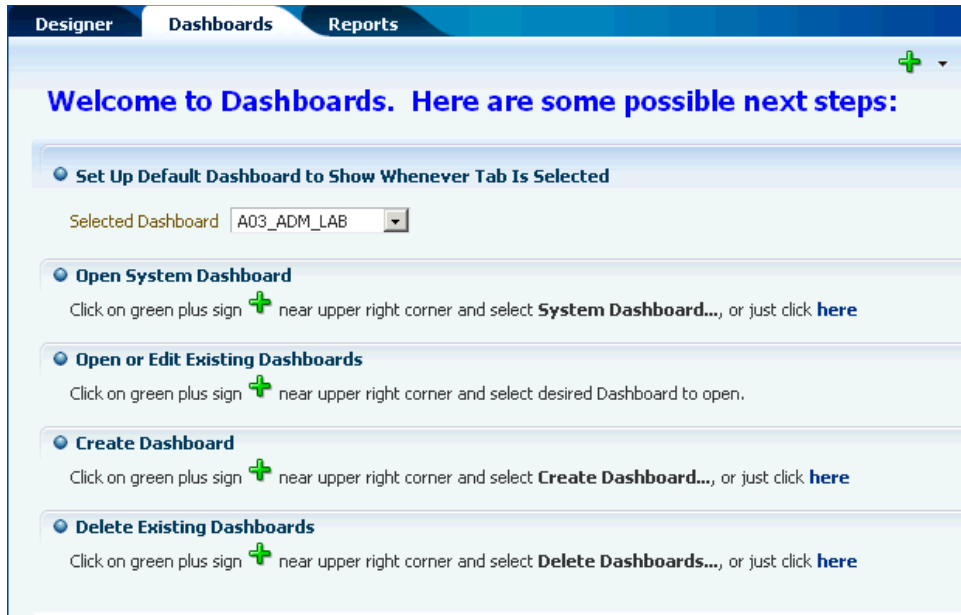 Designer Dashboards Reports
Welcome to Dashboards. Here are some possible next steps:
Set Up Default Dashboard to Show Whenever Tab Is Selected
Selected Dashboard A03_ADM_LAB
Open System Dashboard
Click on green plus sign near upper right corner and select System Dashboard..., or just click here
Open or Edit Existing Dashboards
Click on green plus sign near upper right corner and select desired Dashboard to open.
Create Dashboard
Click on green plus sign near upper right corner and select Create Dashboard..., or just click here
Delete Existing Dashboards
Click on green plus sign near upper right corner and select Delete Dashboards..., or just click here